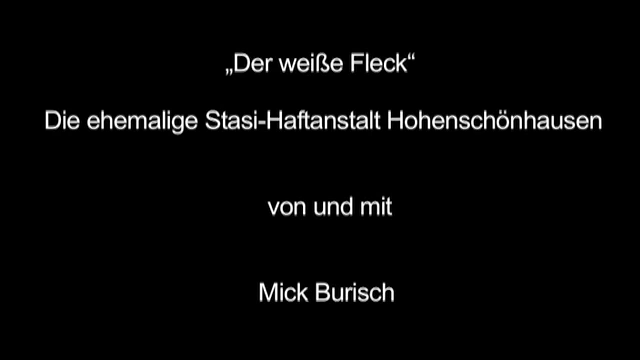 „Der weiße Fleck“
Die ehemalige Stasi-Haftanstalt Hohenschönhausen
von und mit
Mick Burisch